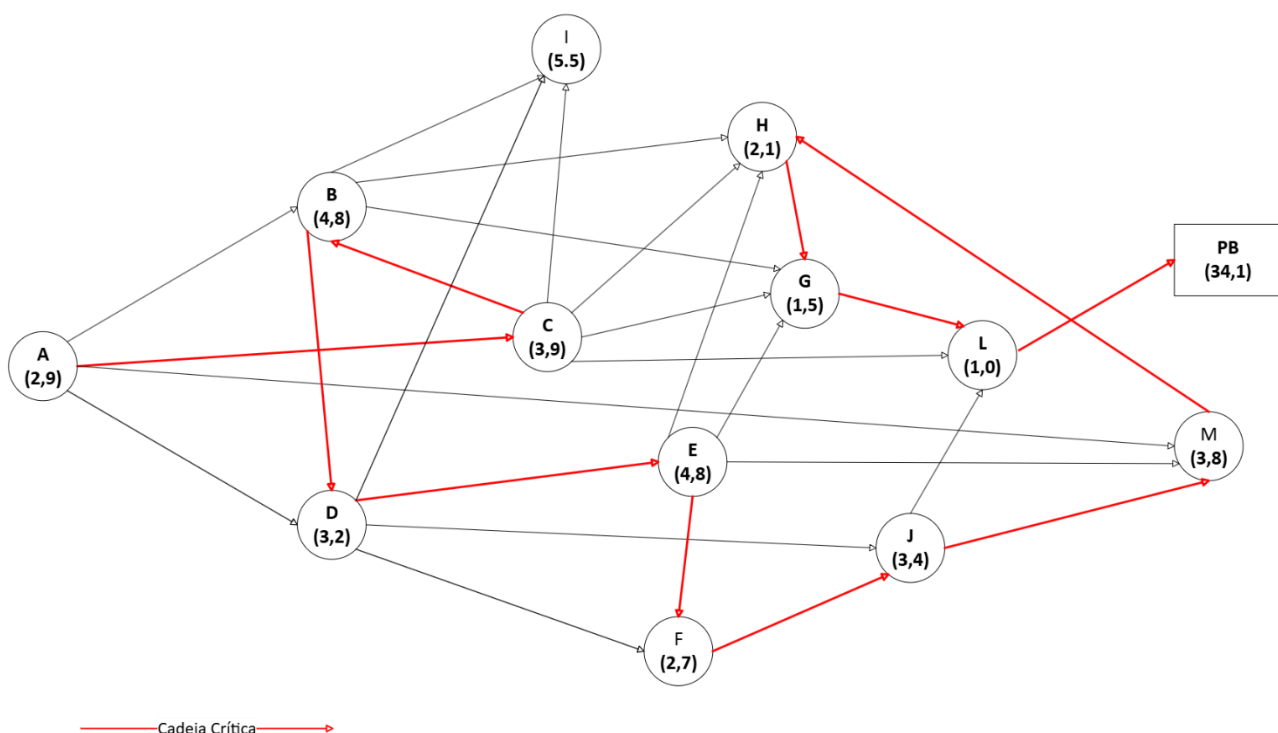 I
(5.5)
H
(2,1)
B
(4,8)
PB
(34,1)
G
(1,5)
C
(3,9)
L
(1,0)
A
(2,9)
M
(3,8)
E
(4,8)
D
(3,2)
J
(3,4)
F
(2,7)
Cadeia Crítica